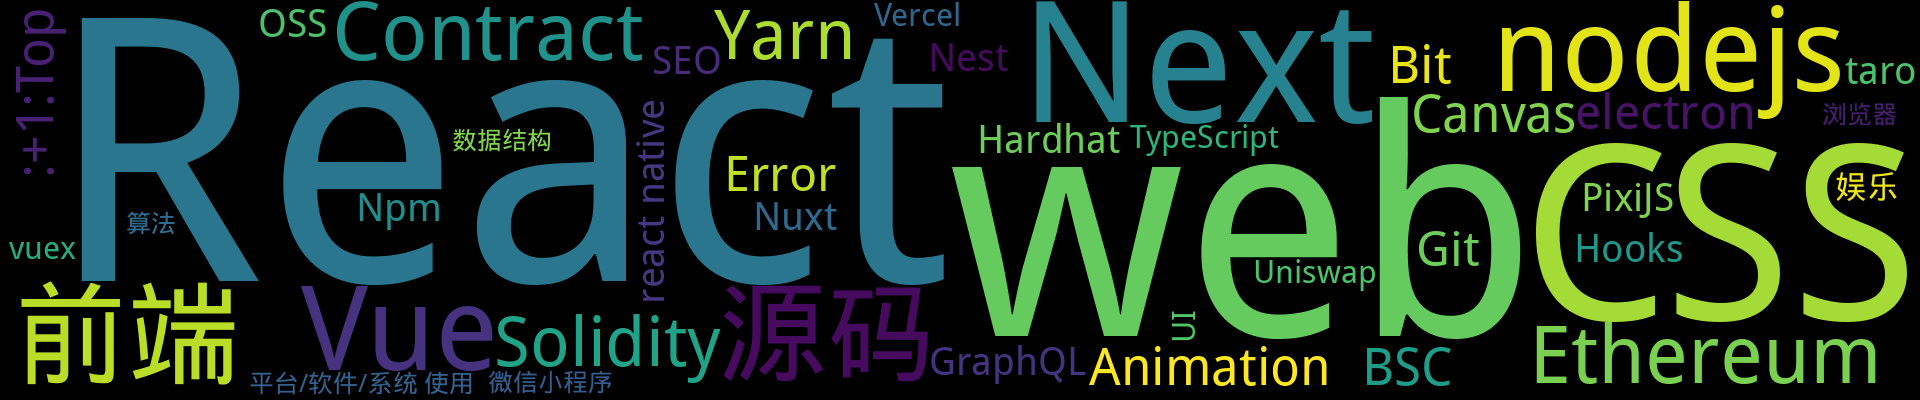 :+1:Top
OSS
Contract
SEO
Yarn
Vercel
Nest
Next
Bit
nodejs
taro
React
数据结构
react native
Error
Hardhat
TypeScript
Canvas
electron
浏览器
算法
Npm
Nuxt
web
CSS
PixiJS
娱乐
vuex
Git
Hooks
Uniswap
前端
Vue
Solidity
源码
UI
GraphQL
Animation
BSC
Ethereum
平台/软件/系统 使用
微信小程序